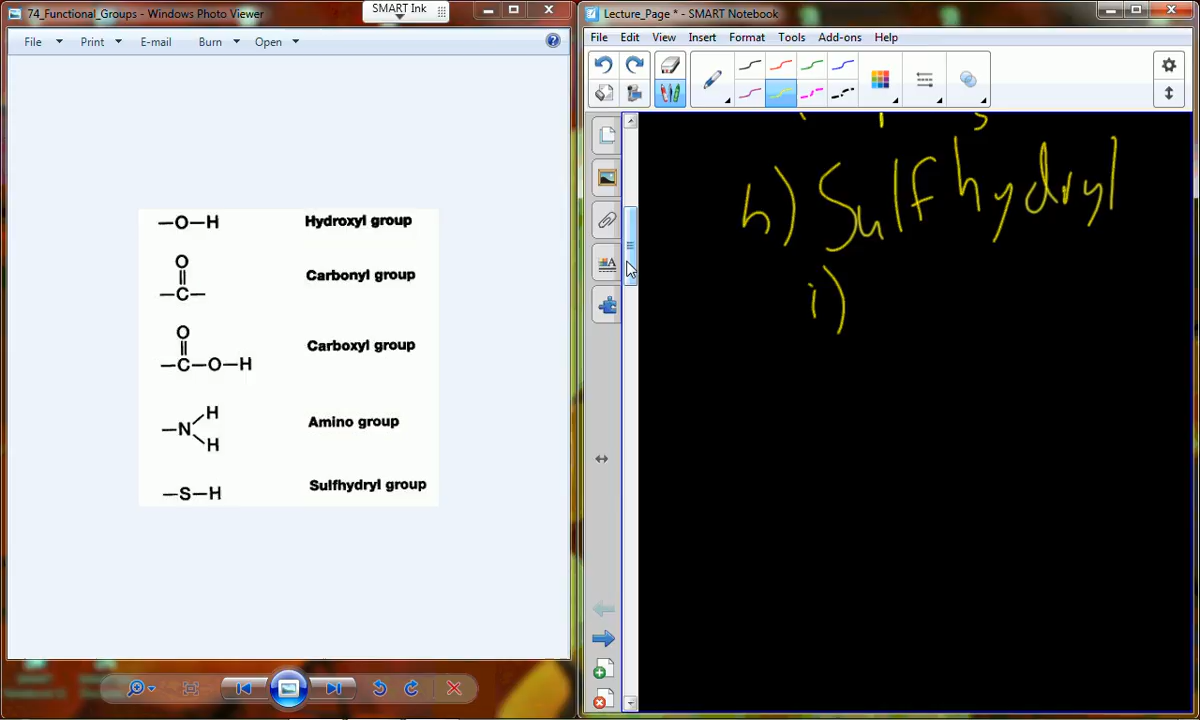 74_Functional_Groups - Windows Photo Viewer
SMART Ink
File Print E-mail Burn Open
—O—H Hydroxyl group
O
—C— Carbonyl group
O
—C—O—H Carboxyl group
H
—N Amino group
H
—S—H Sulfhydryl group
Lecture_Page * - SMART Notebook
File Edit View Insert Format Tools Add-ons Help
h) Sulfhydryl
i)